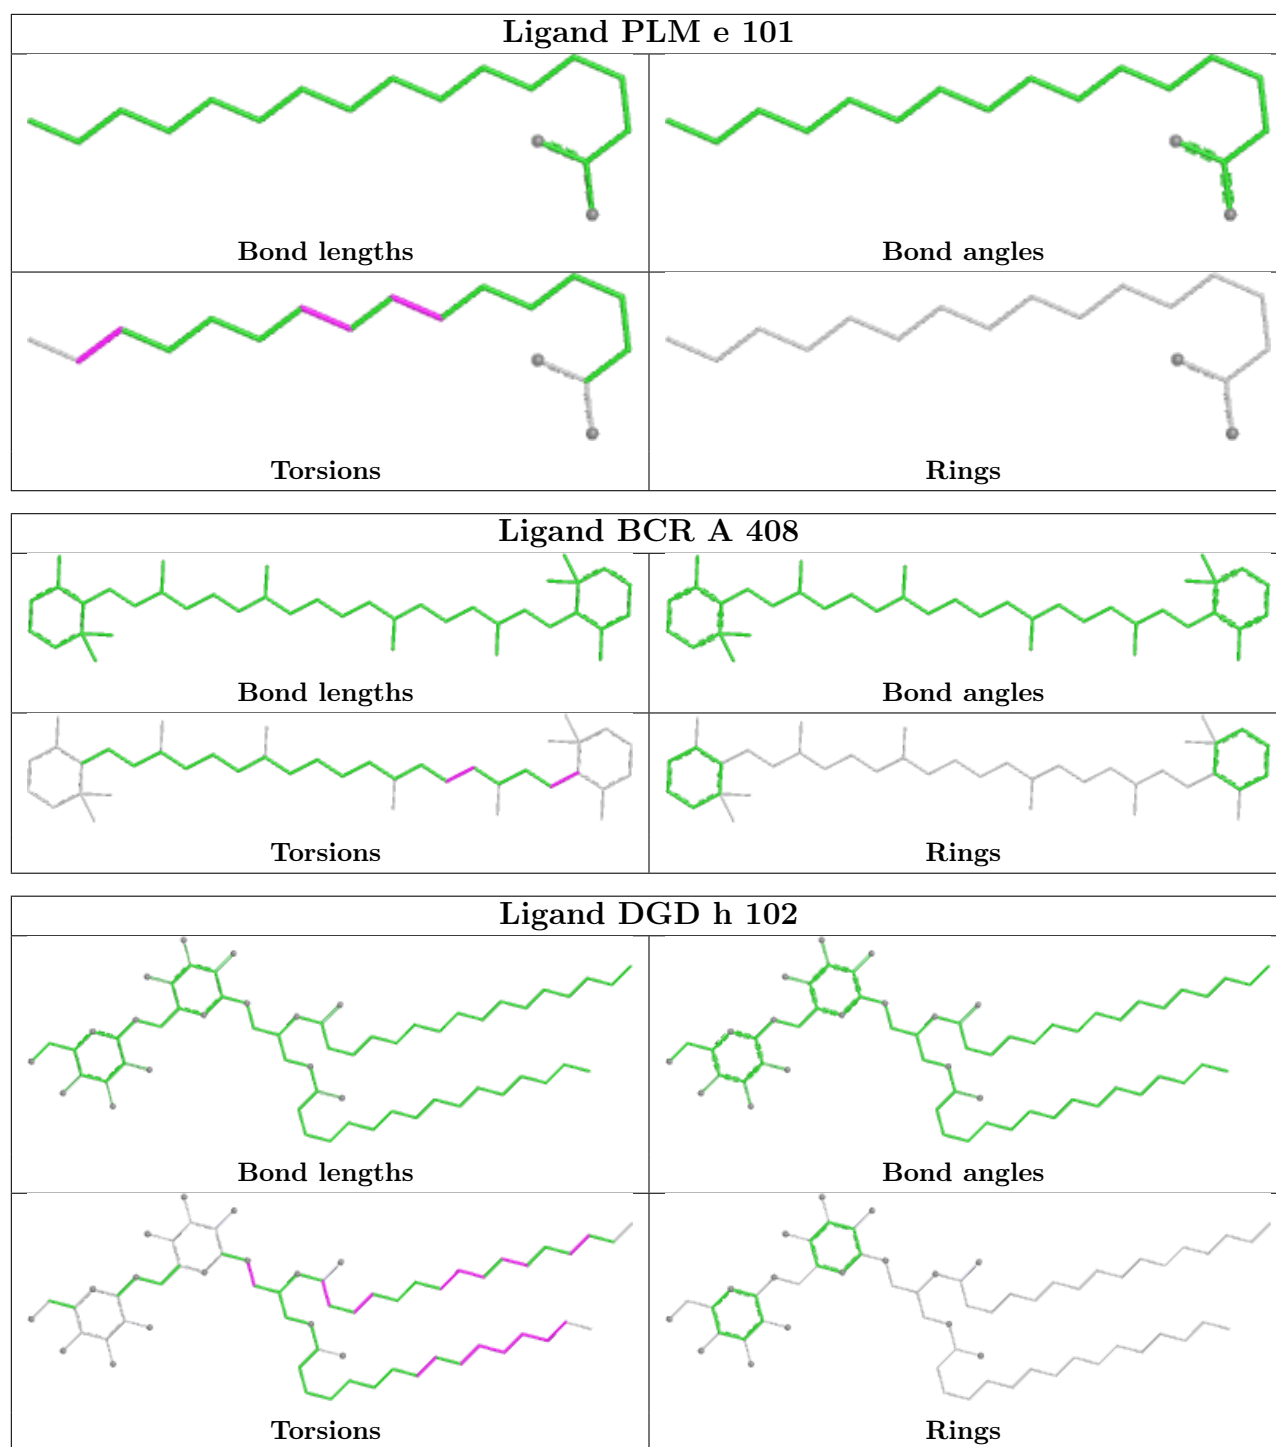 Ligand PLM e 101
Bond lengths
Bond angles
Torsions
Rings
Ligand BCR A 408
Bond lengths
Bond angles
Torsions
Rings
Ligand DGD h 102
Bond lengths
Bond angles
Torsions
Rings